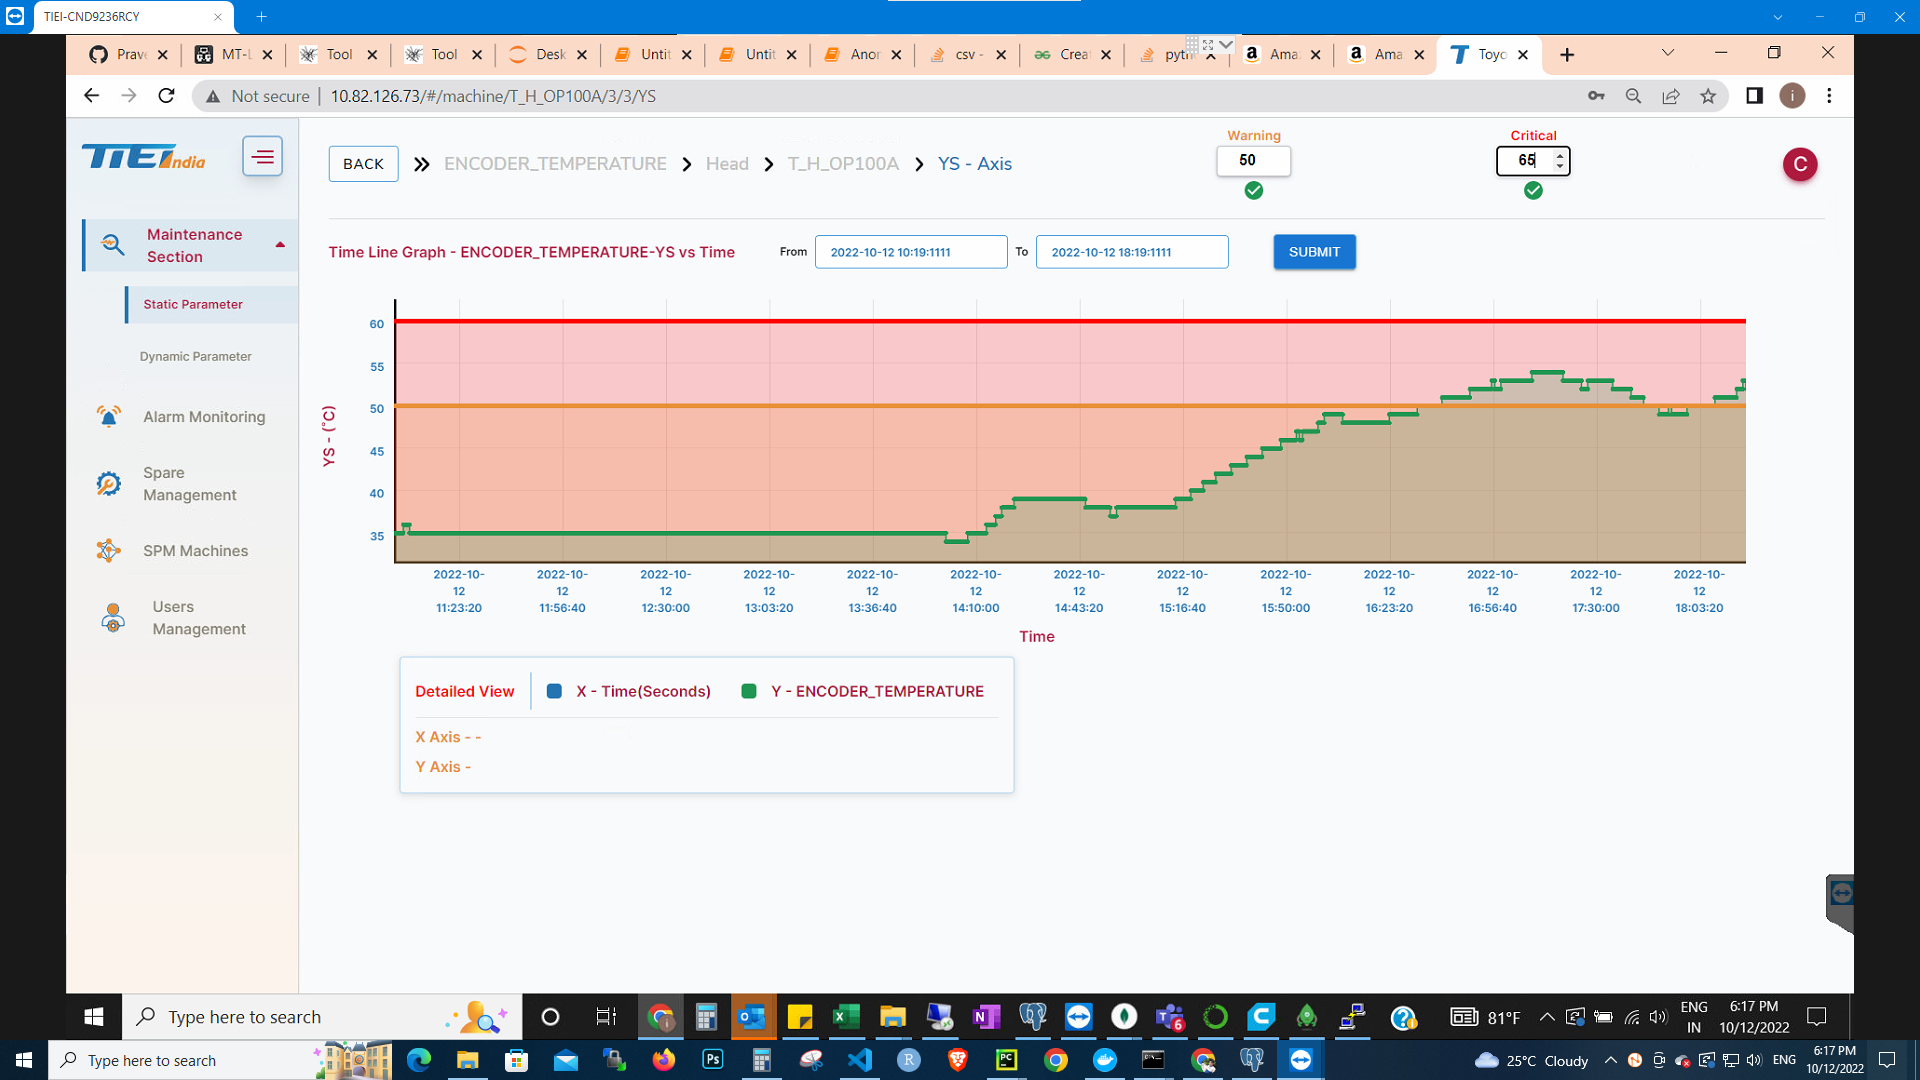 TIEI-CND9236RCY
Prave
MT-L
Tool
Tool
Desk
Untit
Untit
Anor
csv -
Crea
pyth
Ama
Ama
Toyo
Not secure
10.82.126.73/#/machine/T_H_OP100A/3/3/YS
i
TIEI india
BACK
ENCODER_TEMPERATURE
Head
T_H_OP100A
YS - Axis
Warning
50
Critical
65
C
Maintenance
Section
Static Parameter
Dynamic Parameter
Alarm Monitoring
Spare
Management
SPM Machines
Users
Management
Time Line Graph - ENCODER_TEMPERATURE-YS vs Time
From
2022-10-12 10:19:1111
To
2022-10-12 18:19:1111
SUBMIT
YS - (°C)
60
55
50
45
40
35
2022-10-
12
11:23:20
2022-10-
12
11:56:40
2022-10-
12
12:30:00
2022-10-
12
13:03:20
2022-10-
12
13:36:40
2022-10-
12
14:10:00
2022-10-
12
14:43:20
2022-10-
12
15:16:40
2022-10-
12
15:50:00
2022-10-
12
16:23:20
2022-10-
12
16:56:40
2022-10-
12
17:30:00
2022-10-
12
18:03:20
Time
Detailed View
X - Time(Seconds)
Y - ENCODER_TEMPERATURE
X Axis - -
Y Axis -
Type here to search
6
81°F
ENG
IN
6:17 PM
10/12/2022
Type here to search
Ps
R
PC
25°C Cloudy
ENG
6:17 PM
10/12/2022